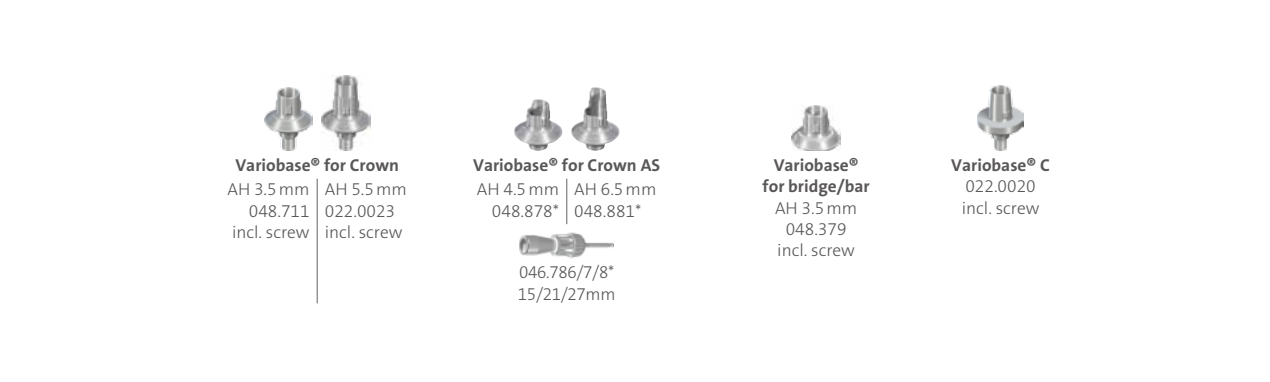 Variobase® for Crown
AH 3.5 mm
048.711
incl. screw
AH 5.5 mm
022.0023
incl. screw
Variobase® for Crown AS
AH 4.5 mm
048.878*
AH 6.5 mm
048.881*
046.786/7/8*
15/21/27mm
Variobase®
for bridge/bar
AH 3.5 mm
048.379
incl. screw
Variobase® C
022.0020
incl. screw